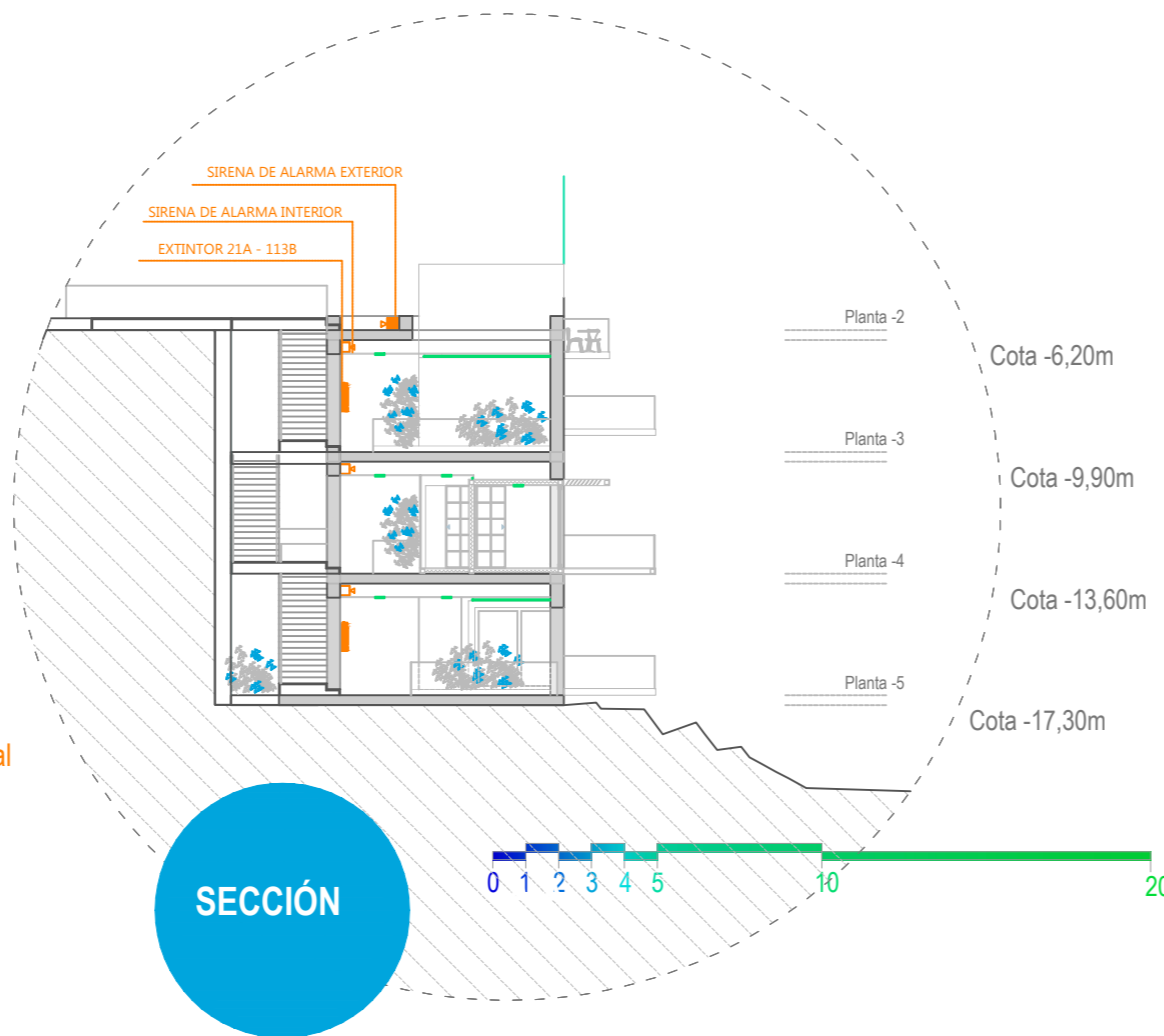 SIRENA DE ALARMA EXTERIOR
SIRENA DE ALARMA INTERIOR
EXTINTOR 21A - 113B
Planta -2
Cota -6,20m
Planta -3
Cota -9,90m
Planta -4
Cota -13,60m
Planta -5
Cota -17,30m
al
SECCIÓN
0 1 2 3 4 5 10 20